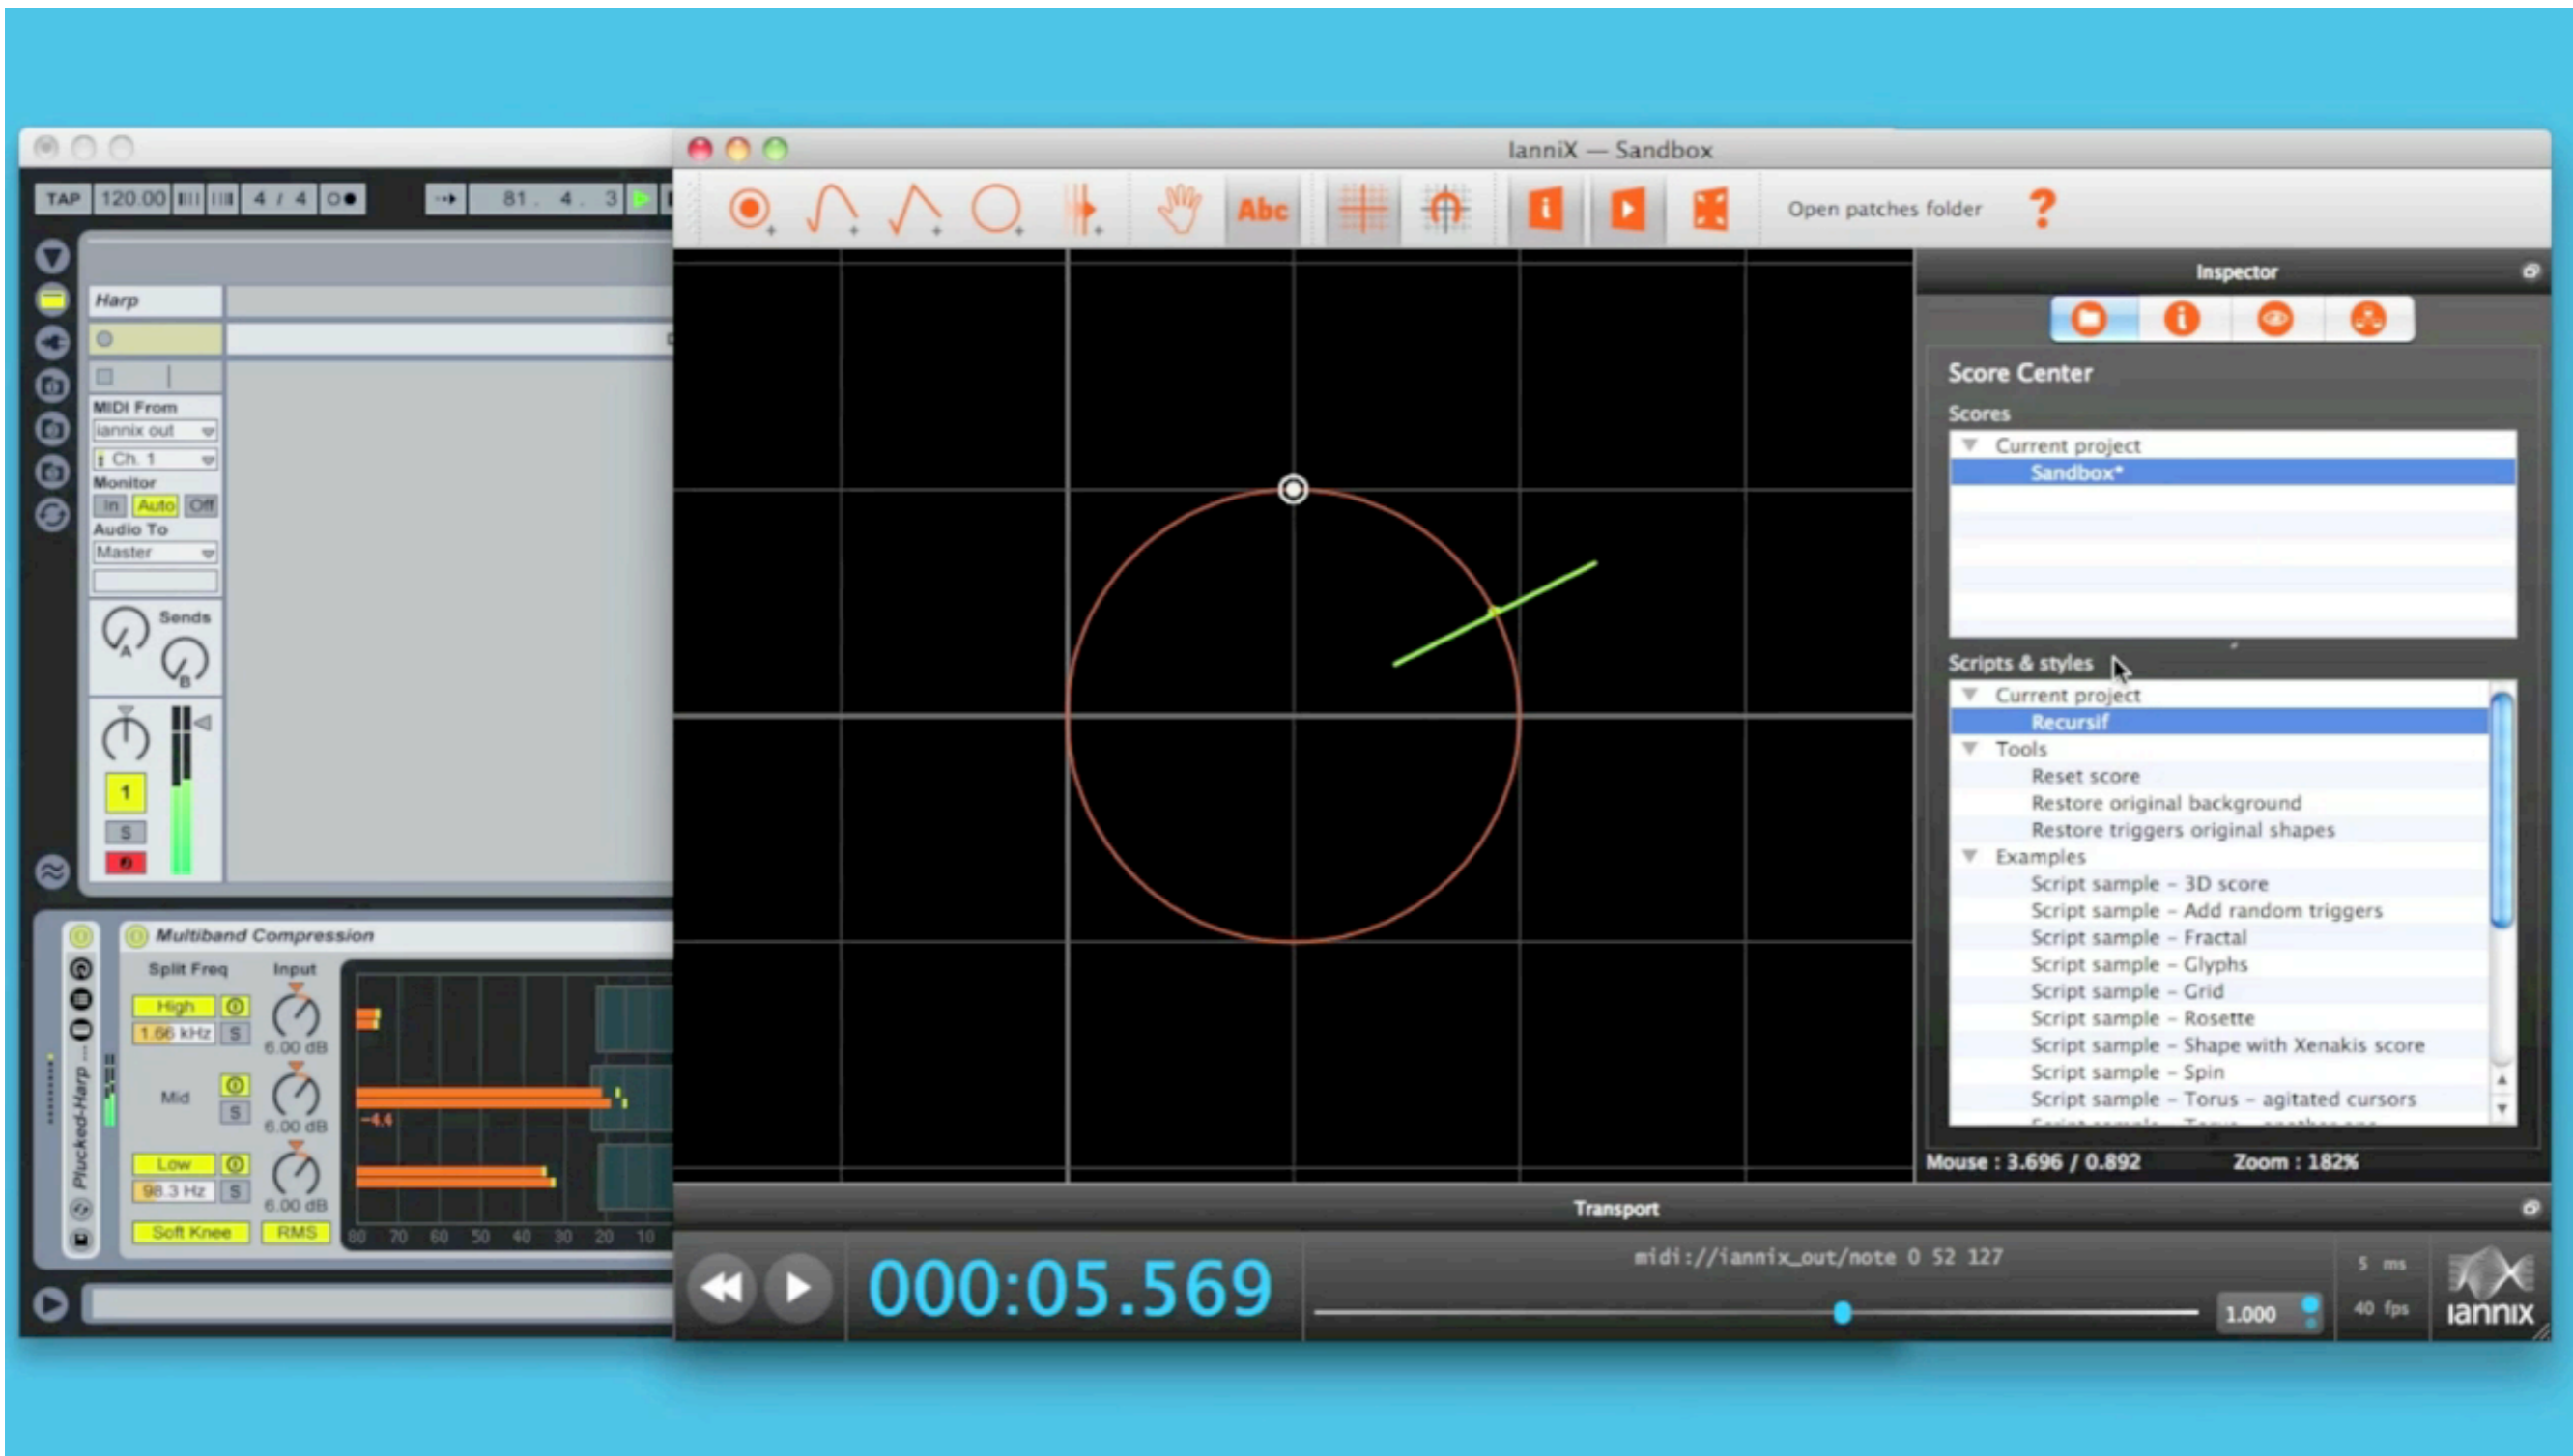 IanniX — Sandbox
TAP 120.00 4 / 4 81. 4. 3
Abc
Open patches folder
?
Harp
MIDI From
iannix out
Ch. 1
Monitor
In Auto Off
Audio To
Master
Sends
A
B
1
S
Multiband Compression
Split Freq Input
High
1.66 kHz S
6.00 dB
Mid
S
6.00 dB
-4.4
Low
98.3 Hz S
6.00 dB
Soft Knee RMS
80 70 60 50 40 30 20 10
Plucked-Harp ...
Inspector
Score Center
Scores
Current project
Sandbox*
Scripts & styles
Current project
Recursif
Tools
Reset score
Restore original background
Restore triggers original shapes
Examples
Script sample – 3D score
Script sample – Add random triggers
Script sample – Fractal
Script sample – Glyphs
Script sample – Grid
Script sample – Rosette
Script sample – Shape with Xenakis score
Script sample – Spin
Script sample – Torus – agitated cursors
Mouse : 3.696 / 0.892 Zoom : 182%
Transport
000:05.569
midi://iannix_out/note 0 52 127
1.000
5 ms
40 fps
iannix